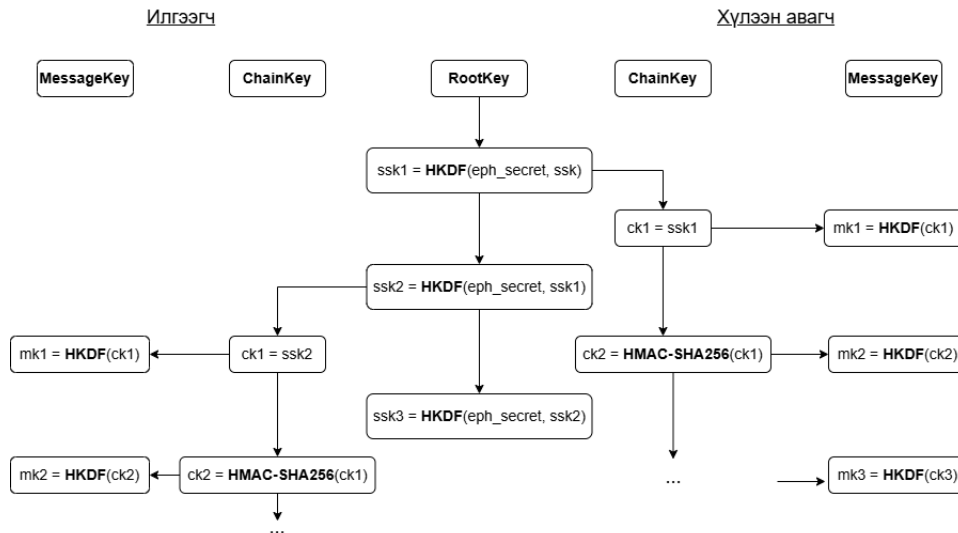 Илгээгч
Хүлээн авагч
MessageKey
ChainKey
RootKey
ChainKey
MessageKey
ssk1 = HKDF(eph_secret, ssk)
ck1 = ssk1
mk1 = HKDF(ck1)
ssk2 = HKDF(eph_secret, ssk1)
mk1 = HKDF(ck1)
ck1 = ssk2
ck2 = HMAC-SHA256(ck1)
mk2 = HKDF(ck2)
ssk3 = HKDF(eph_secret, ssk2)
mk2 = HKDF(ck2)
ck2 = HMAC-SHA256(ck1)
...
mk3 = HKDF(ck3)
...